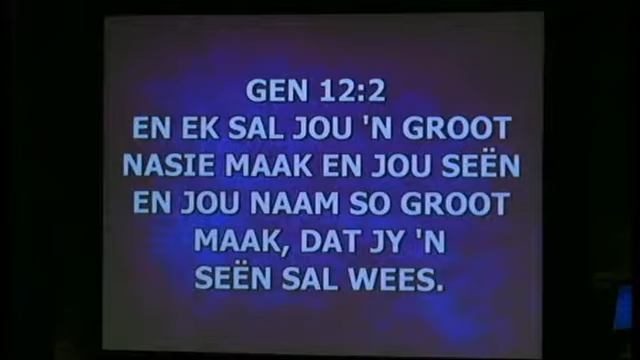 GEN 12:2
EN EK SAL JOU 'N GROOT
NASIE MAAK EN JOU SEËN
EN JOU NAAM SO GROOT
MAAK, DAT JY 'N
SEËN SAL WEES.